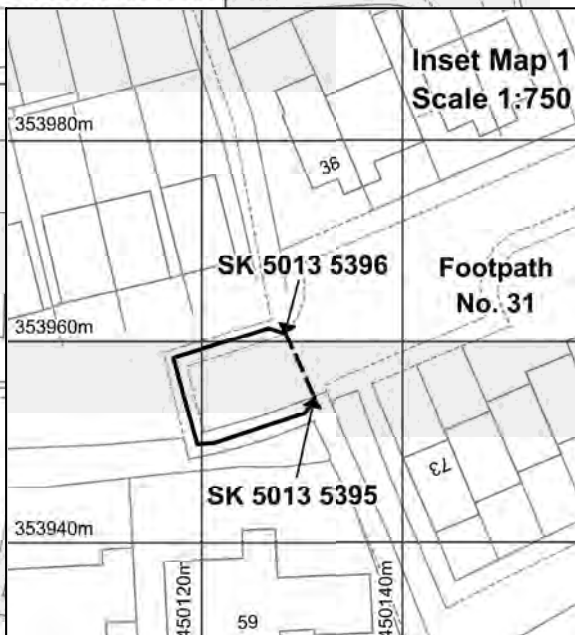 Inset Map 1
Scale 1:750
353980m
36
SK 5013 5396
Footpath
No. 31
353960m
73
SK 5013 5395
353940m
450120m
450140m
59